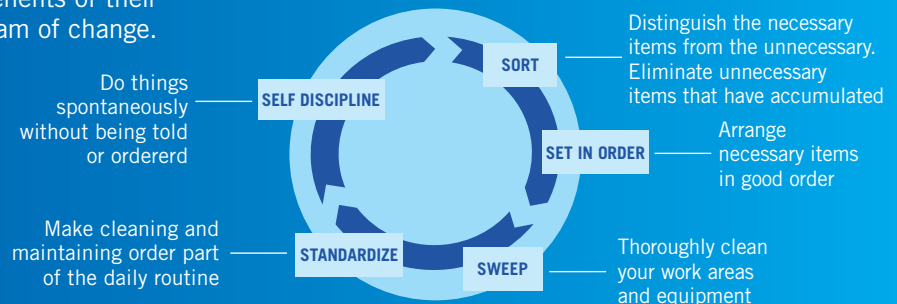 of their
am of change.
SORT
Distinguish the necessary
items from the unnecessary.
Eliminate unnecessary
items that have accumulated
SET IN ORDER
Arrange
necessary items
in good order
SWEEP
Thoroughly clean
your work areas
and equipment
STANDARDIZE
Make cleaning and
maintaining order part
of the daily routine
SELF DISCIPLINE
Do things
spontaneously
without being told
or ordererd